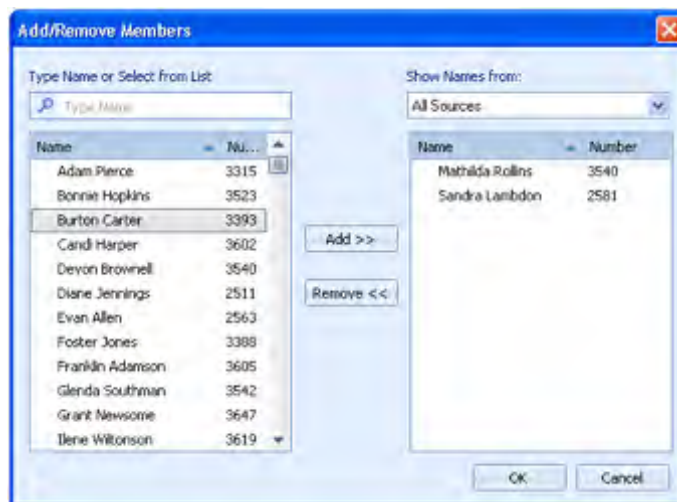 Add/Remove Members
Type Name or Select from List
Show Names from:
Type Name
All Sources
Name Nu...
Name Number
Adam Pierce 3315
Mathilda Rollins 3540
Bonnie Hopkins 3523
Sandra Lambdon 2581
Burton Carter 3393
Candi Harper 3602
Add >>
Devon Brownell 3540
Diane Jennings 2511
Remove <<
Evan Allen 2563
Foster Jones 3388
Franklin Adamson 3605
Glenda Southman 3542
Grant Newsome 3647
Ilene Wiltonson 3619
OK Cancel